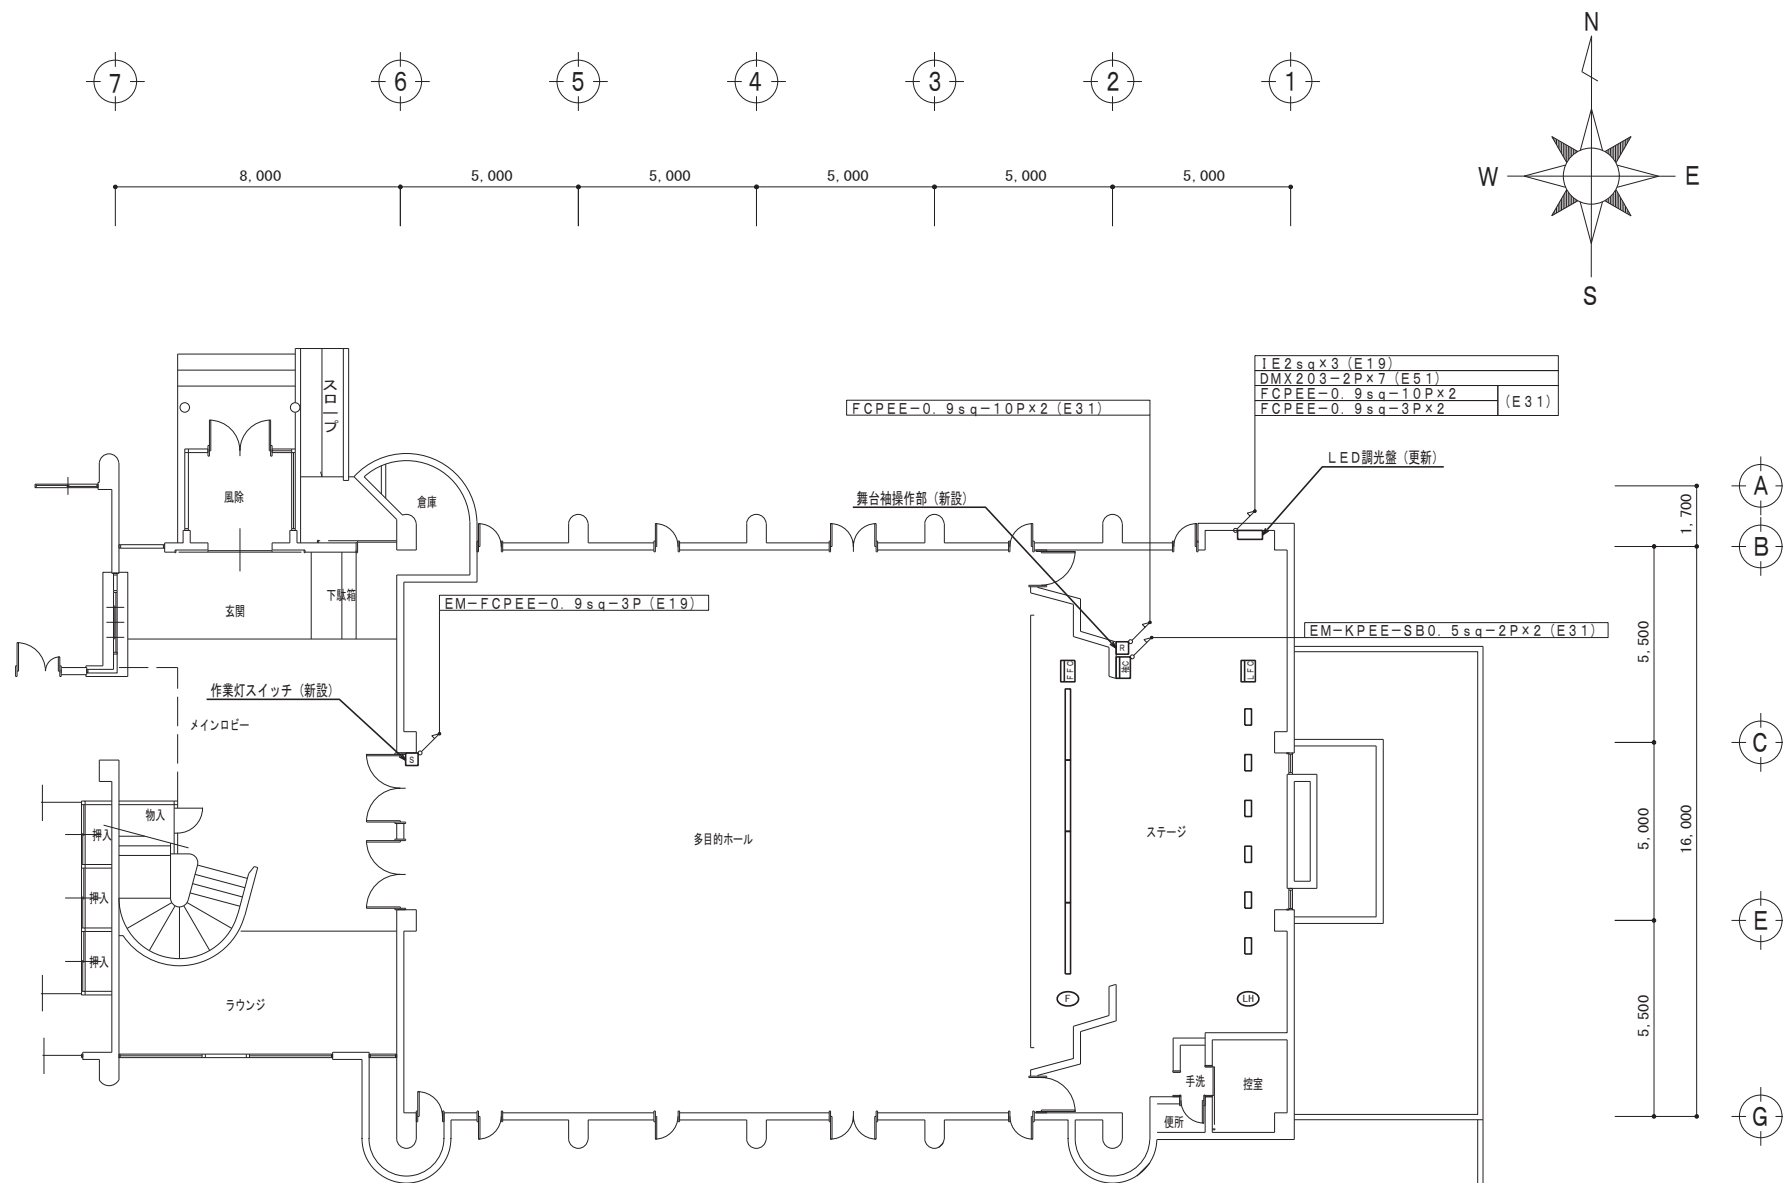 N
7
6
5
4
3
2
1
8,000
5,000
5,000
5,000
5,000
5,000
W
E
S
スロープ
IE2sq×3(E19)
DMX203-2P×7(E51)
FCPEE-0.9sq-10P×2
FCPEE-0.9sq-3P×2
(E31)
FCPEE-0.9sq-10P×2(E31)
LED調光盤(更新)
舞台袖操作部(新設)
風除
倉庫
A
1,700
B
下駄箱
玄関
EM-FCPEE-0.9sq-3P(E19)
EM-KPEE-SB0.5sq-2P×2(E31)
R
袖C
FFC
LFC
5,500
作業灯スイッチ(新設)
メインロビー
S
C
物入
押入
多目的ホール
ステージ
5,000
16,000
押入
E
押入
ラウンジ
F
LH
5,500
手洗
控室
便所
G